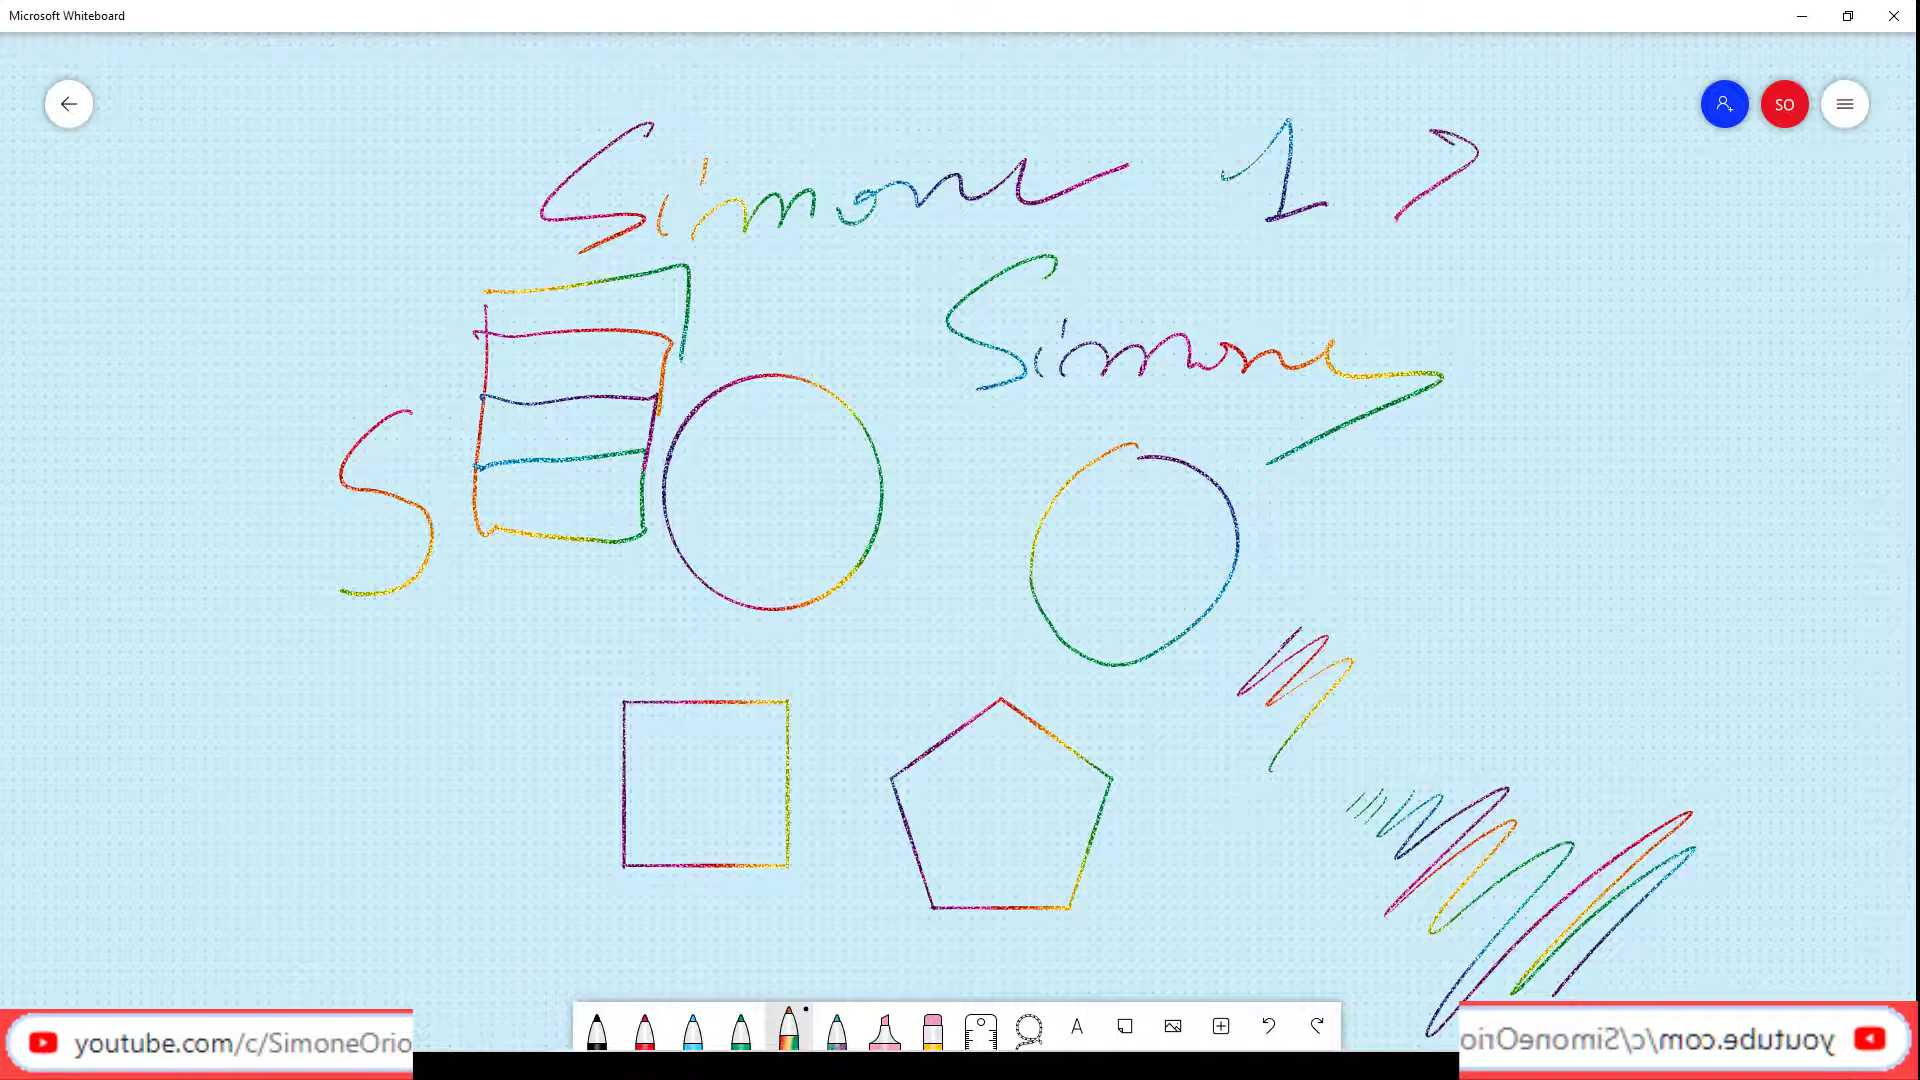 Microsoft Whiteboard
SO
Simone 1
Simone
S
A
youtube.com/c/SimoneOrio
youtube.com/c/SimoneOrio